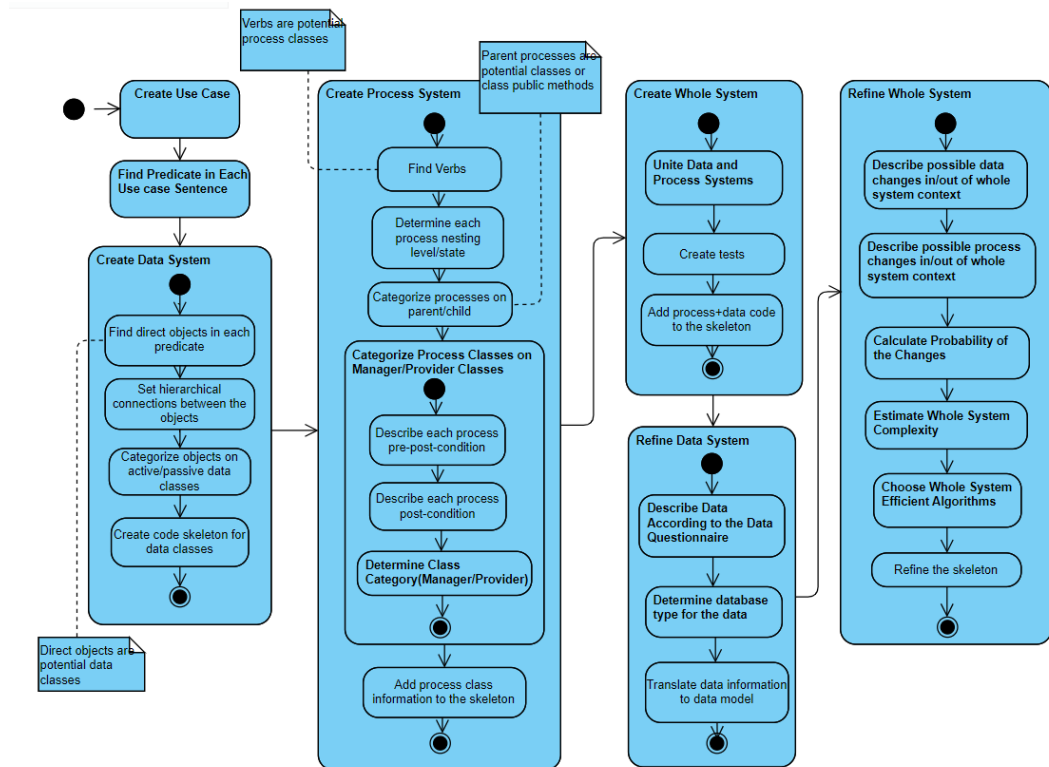 Verbs are potential
process classes
Parent processes are
potential classes or
class public methods
Create Use Case
Find Predicate in Each
Use case Sentence
Create Data System
Find direct objects in each
predicate
Set hierarchical
connections between the
objects
Categorize objects on
active/passive data
classes
Create code skeleton for
data classes
Direct objects are
potential data
classes
Create Process System
Find Verbs
Determine each
process nesting
level/state
Categorize processes on
parent/child
Categorize Process Classes on
Manager/Provider Classes
Describe each process
pre-post-condition
Describe each process
post-condition
Determine Class
Category(Manager/Provider)
Add process class
information to the skeleton
Create Whole System
Unite Data and
Process Systems
Create tests
Add process+data code
to the skeleton
Refine Data System
Describe Data
According to the Data
Questionnaire
Determine database
type for the data
Translate data information
to data model
Refine Whole System
Describe possible data
changes in/out of whole
system context
Describe possible process
changes in/out of whole
system context
Calculate Probability of
the Changes
Estimate Whole System
Complexity
Choose Whole System
Efficient Algorithms
Refine the skeleton